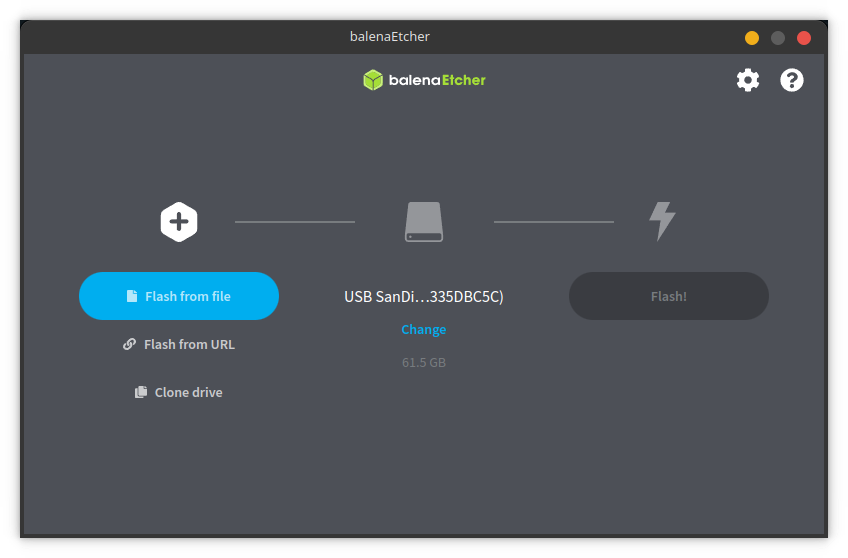 balenaEtcher
balenaEtcher
Flash from file
Flash from URL
Clone drive
USB SanDi...335DBC5C)
Change
61.5 GB
Flash!